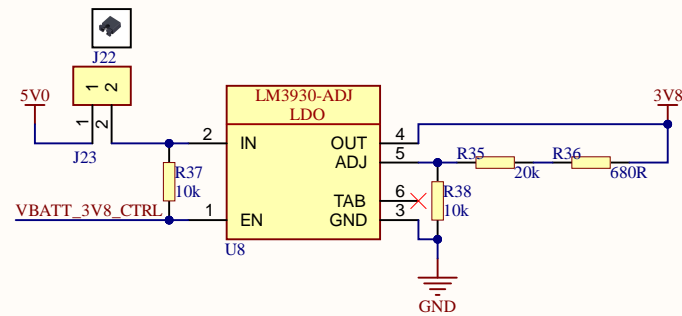 J22
5V0
1 2
1
2
J23
LM3930-ADJ
LDO
3V8
2
IN
OUT
4
ADJ
5
R35
20k
R36
680R
R37
10k
TAB
6
R38
10k
VBATT_3V8_CTRL
1
EN
GND
3
U8
GND